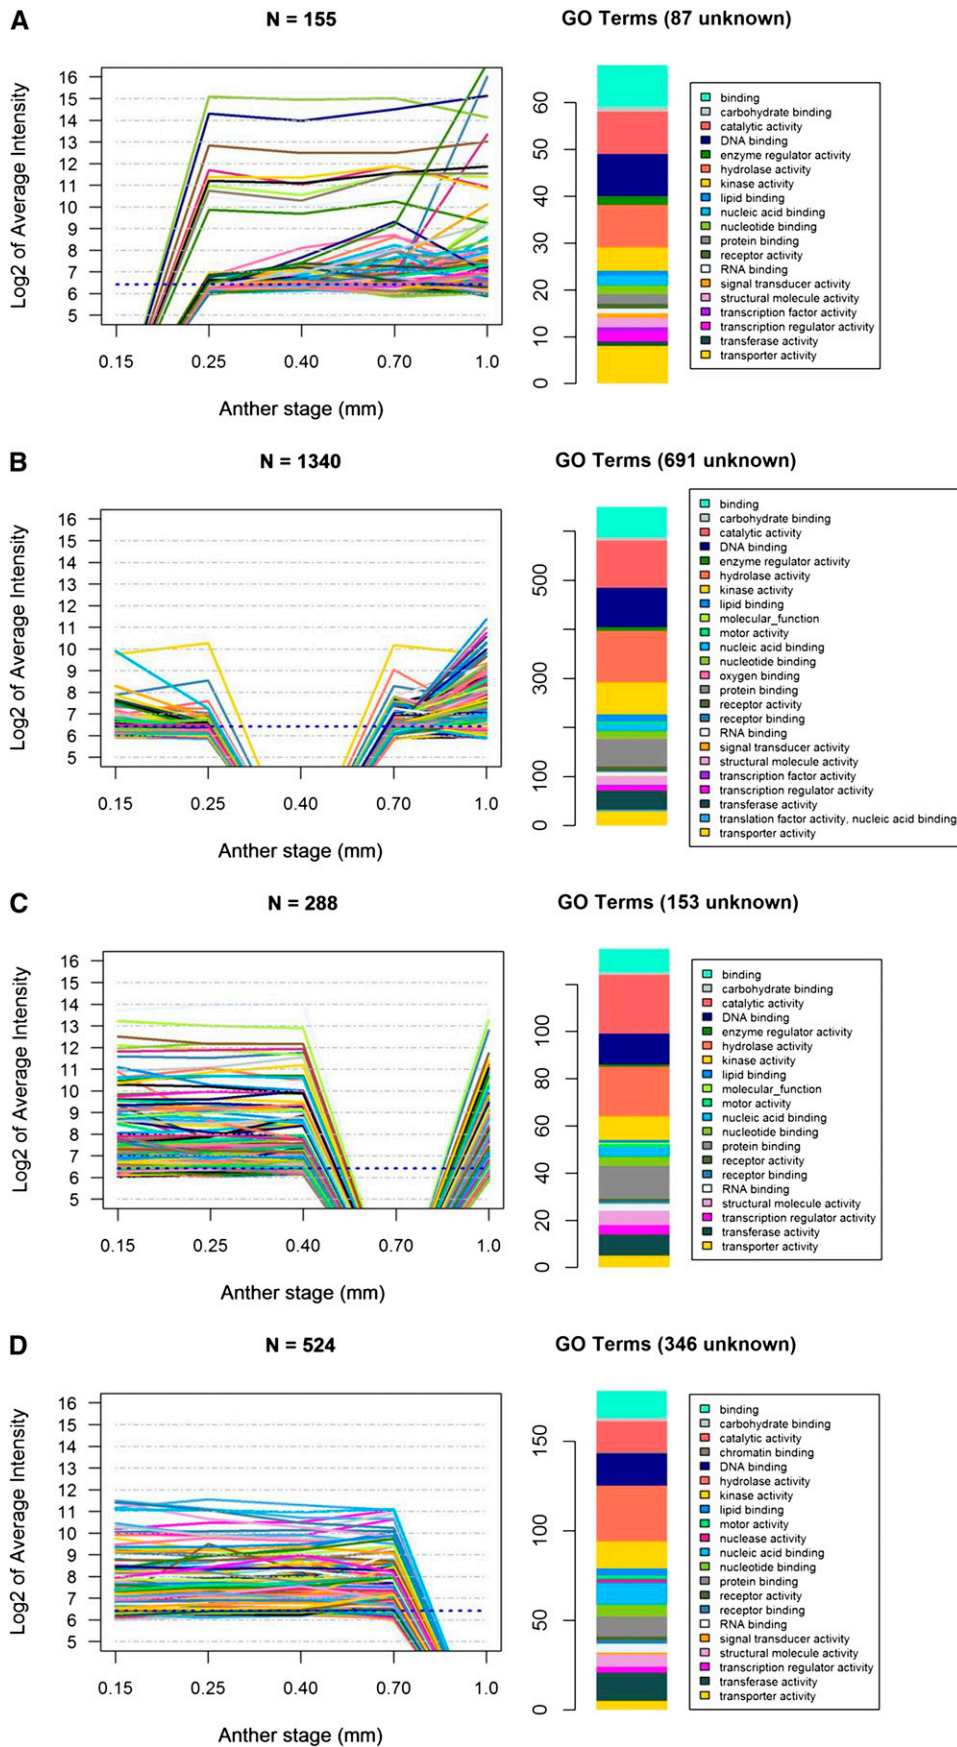 A
N = 155
GO Terms (87 unknown)
Log2 of Average Intensity
16
15
14
13
12
11
10
9
8
7
6
5
0.15 0.25 0.40 0.70 1.0
Anther stage (mm)
60
50
40
30
20
10
0
binding
carbohydrate binding
catalytic activity
DNA binding
enzyme regulator activity
hydrolase activity
kinase activity
lipid binding
nucleic acid binding
nucleotide binding
protein binding
receptor activity
RNA binding
signal transducer activity
structural molecule activity
transcription factor activity
transcription regulator activity
transferase activity
transporter activity
B
N = 1340
GO Terms (691 unknown)
Log2 of Average Intensity
16
15
14
13
12
11
10
9
8
7
6
5
0.15 0.25 0.40 0.70 1.0
Anther stage (mm)
500
300
100
0
binding
carbohydrate binding
catalytic activity
DNA binding
enzyme regulator activity
hydrolase activity
kinase activity
lipid binding
molecular_function
motor activity
nucleic acid binding
nucleotide binding
oxygen binding
protein binding
receptor activity
receptor binding
RNA binding
signal transducer activity
structural molecule activity
transcription factor activity
transcription regulator activity
transferase activity
translation factor activity, nucleic acid binding
transporter activity
C
N = 288
GO Terms (153 unknown)
Log2 of Average Intensity
16
15
14
13
12
11
10
9
8
7
6
5
0.15 0.25 0.40 0.70 1.0
Anther stage (mm)
100
80
60
40
20
0
binding
carbohydrate binding
catalytic activity
DNA binding
enzyme regulator activity
hydrolase activity
kinase activity
lipid binding
molecular_function
motor activity
nucleic acid binding
nucleotide binding
protein binding
receptor activity
receptor binding
RNA binding
structural molecule activity
transcription regulator activity
transferase activity
transporter activity
D
N = 524
GO Terms (346 unknown)
Log2 of Average Intensity
16
15
14
13
12
11
10
9
8
7
6
5
0.15 0.25 0.40 0.70 1.0
Anther stage (mm)
150
100
50
0
binding
carbohydrate binding
catalytic activity
chromatin binding
DNA binding
hydrolase activity
kinase activity
lipid binding
motor activity
nuclease activity
nucleic acid binding
nucleotide binding
protein binding
receptor activity
receptor binding
RNA binding
signal transducer activity
structural molecule activity
transcription regulator activity
transferase activity
transporter activity